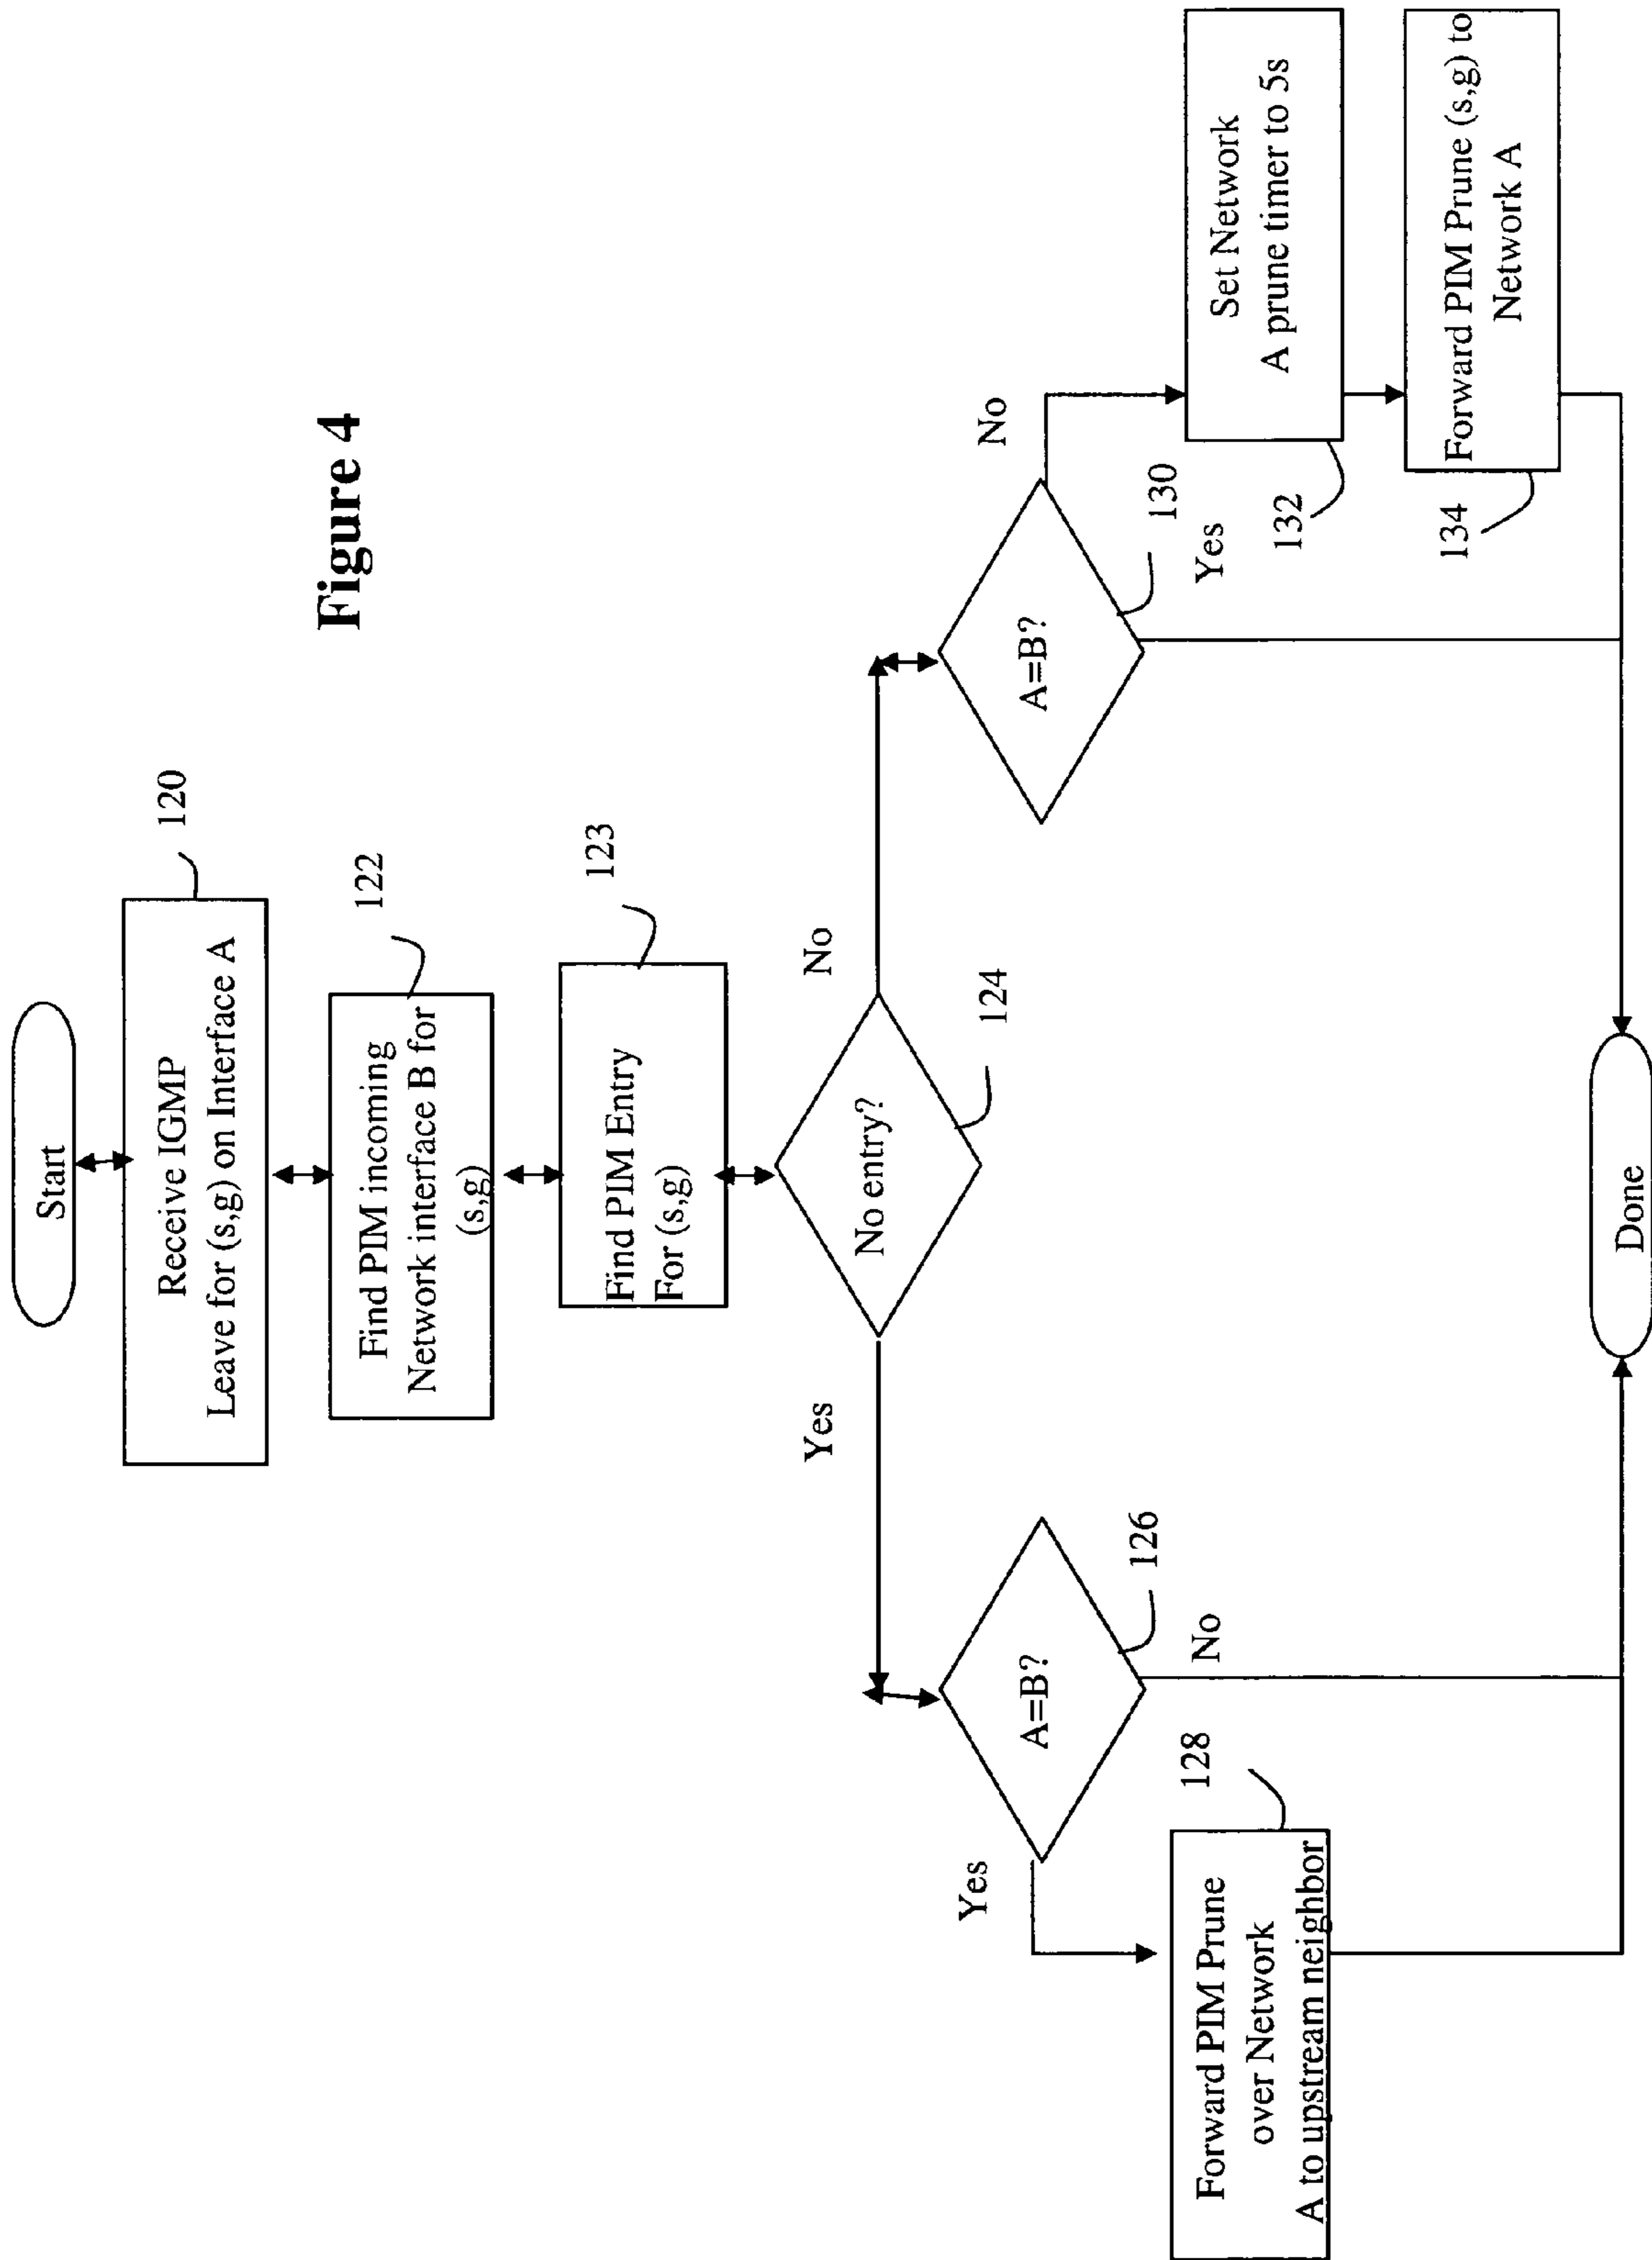 Figure 4
Start
Receive IGMP
Leave for (s,g) on Interface A
120
Find PIM incoming
Network interface B for
(s,g)
122
Find PIM Entry
For (s,g)
123
No entry?
124
Yes
No
A=B?
126
Yes
No
Forward PIM Prune
over Network
A to upstream neighbor
128
A=B?
130
No
Yes
Set Network
A prune timer to 5s
132
Forward PIM Prune (s,g) to
Network A
134
Done